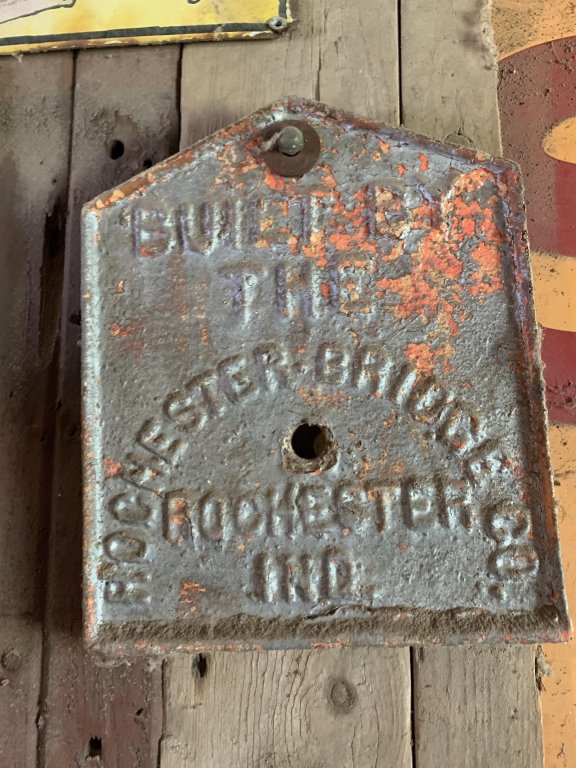 BUILT BY
THE
ROCHESTER BRIDGE CO.
ROCHESTER
IND.